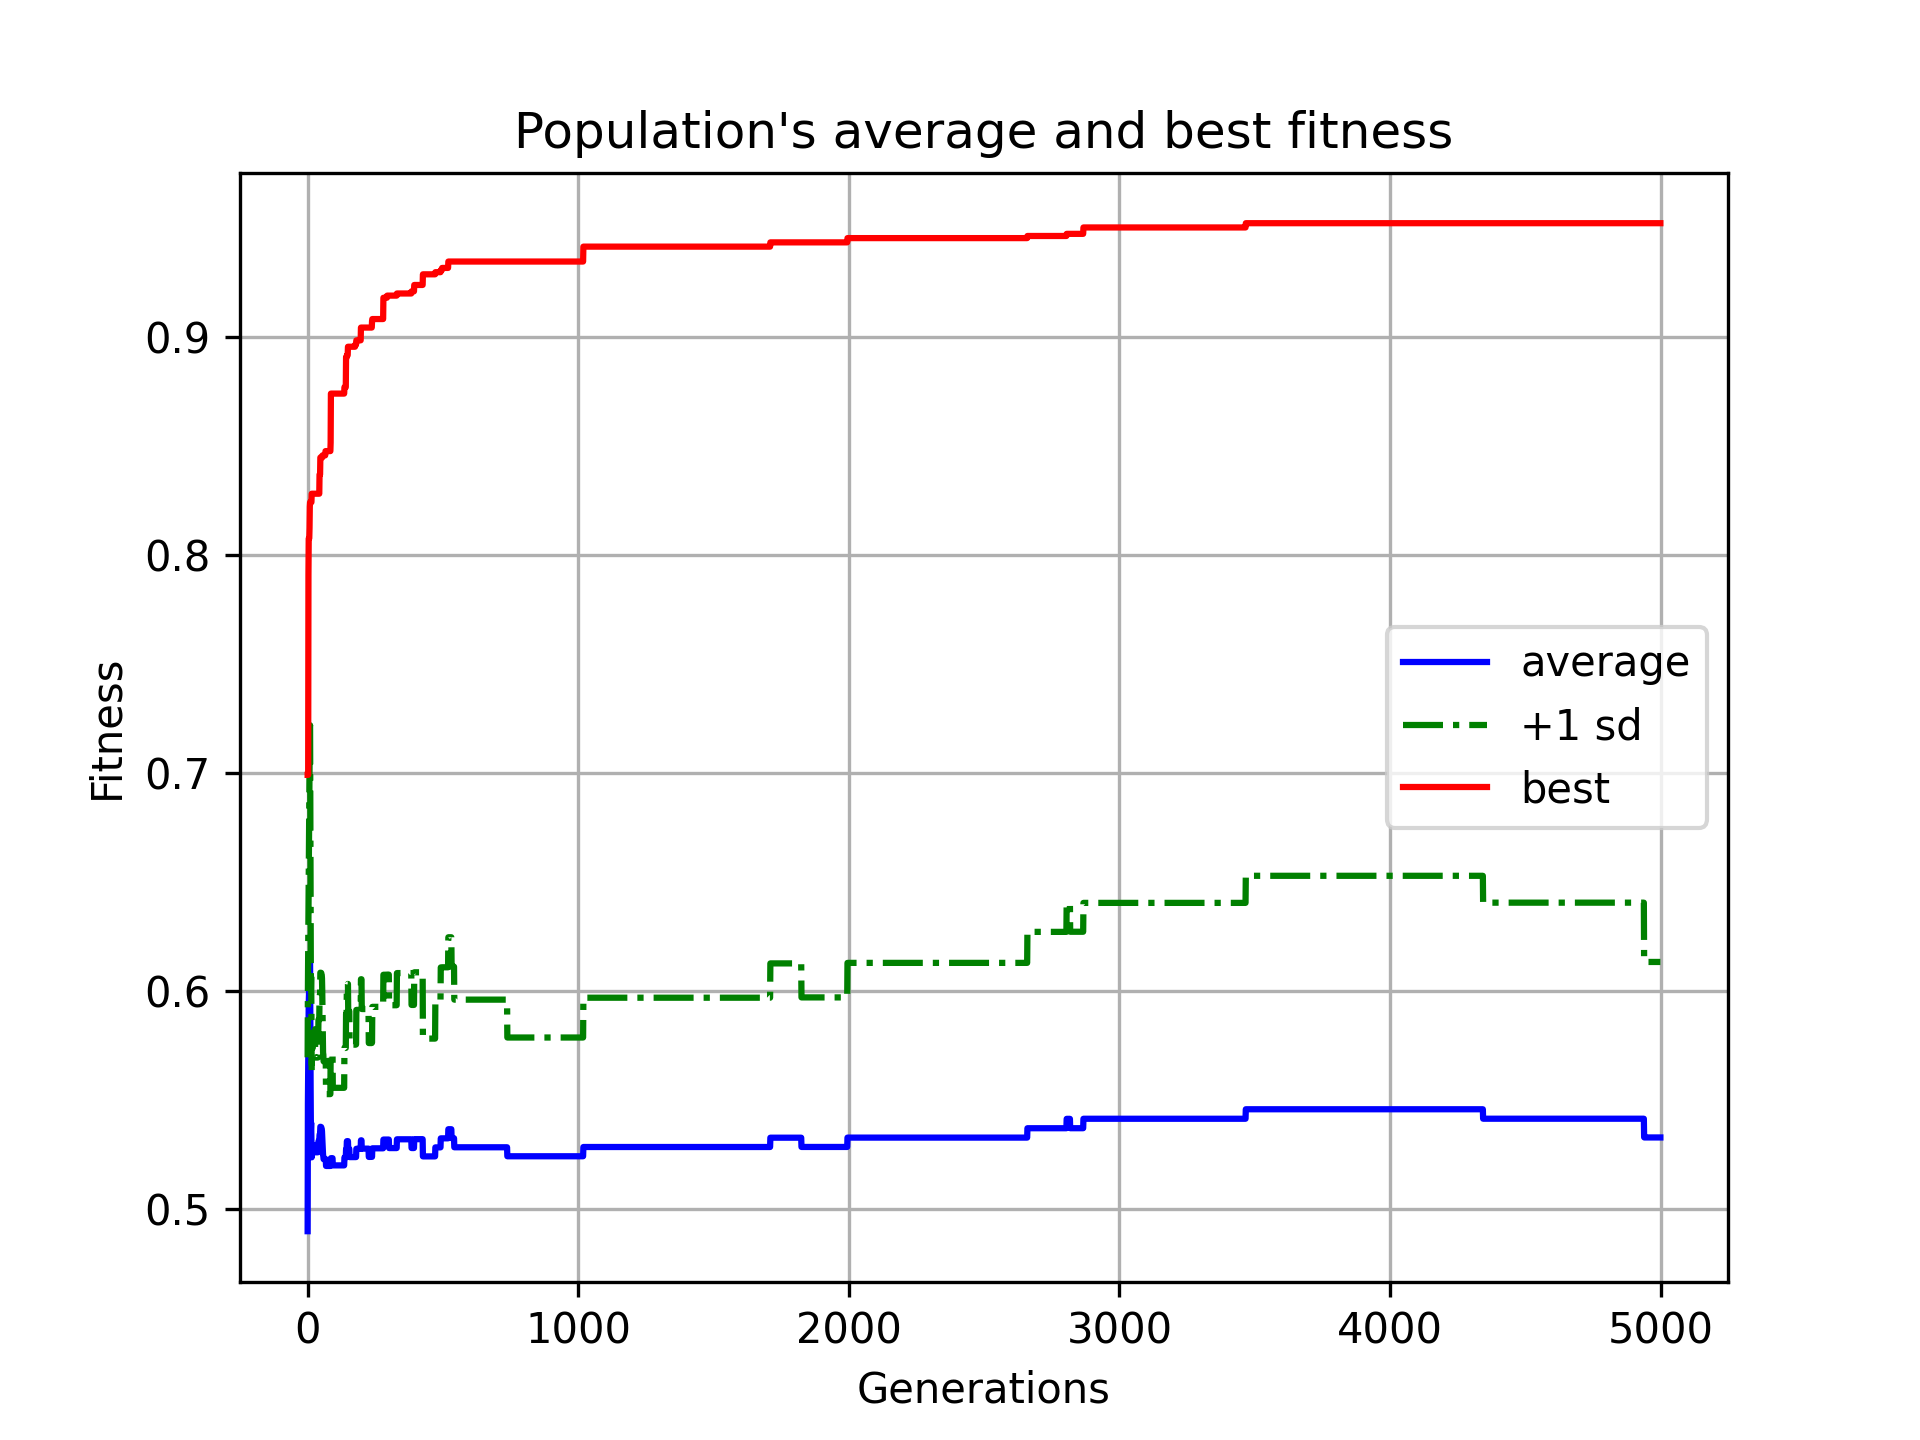 Population's average and best fitness
Fitness
0.9
0.8
0.7
0.6
0.5
average
+1 sd
best
0 1000 2000 3000 4000 5000
Generations